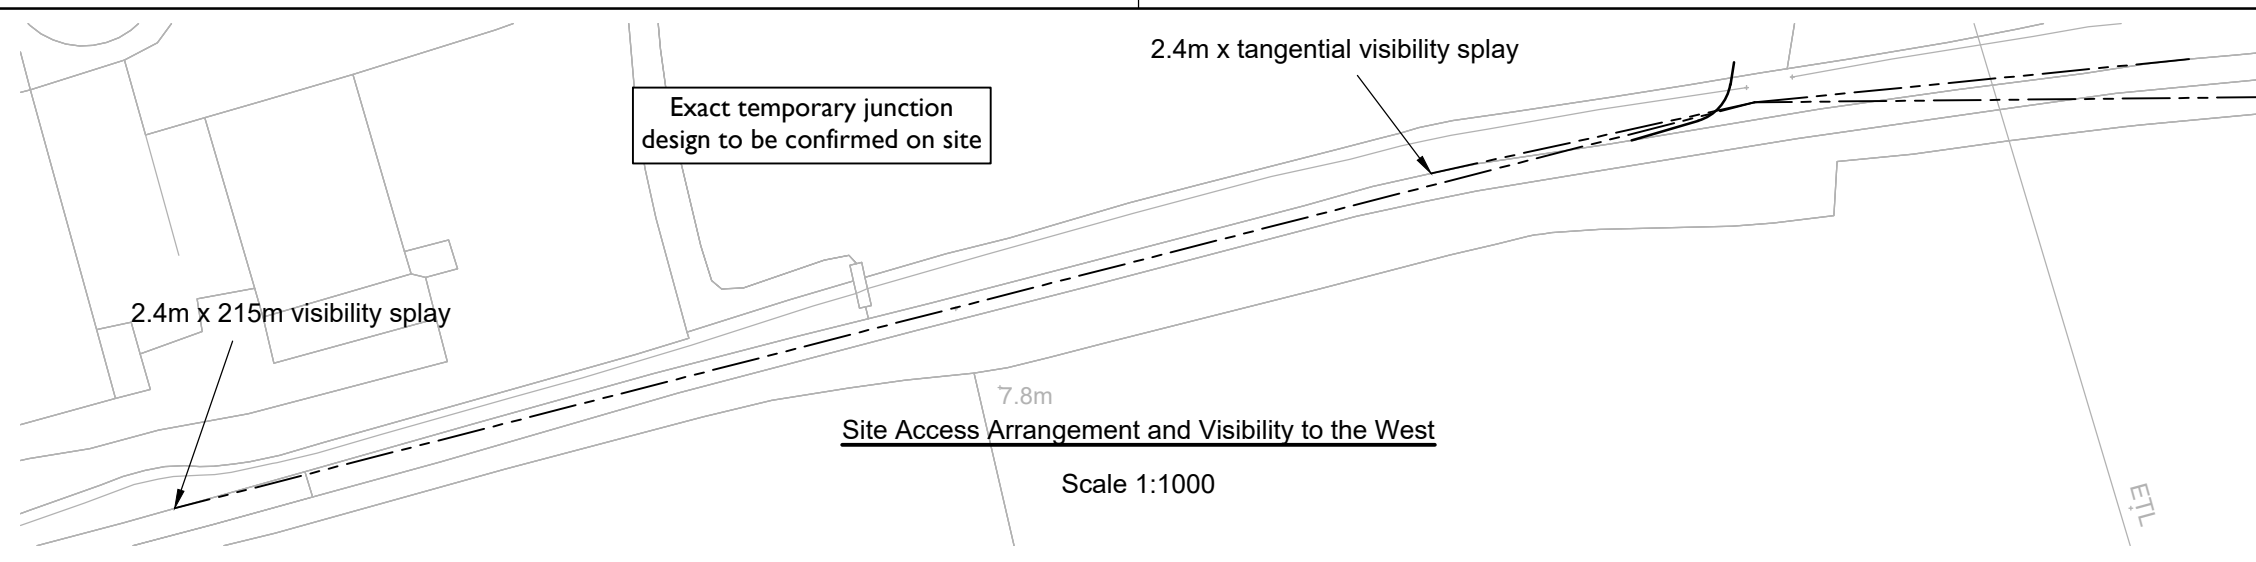 2.4m x tangential visibility splay
Exact temporary junction
design to be confirmed on site
2.4m x 215m visibility splay
7.8m
Site Access Arrangement and Visibility to the West
Scale 1:1000
ETL